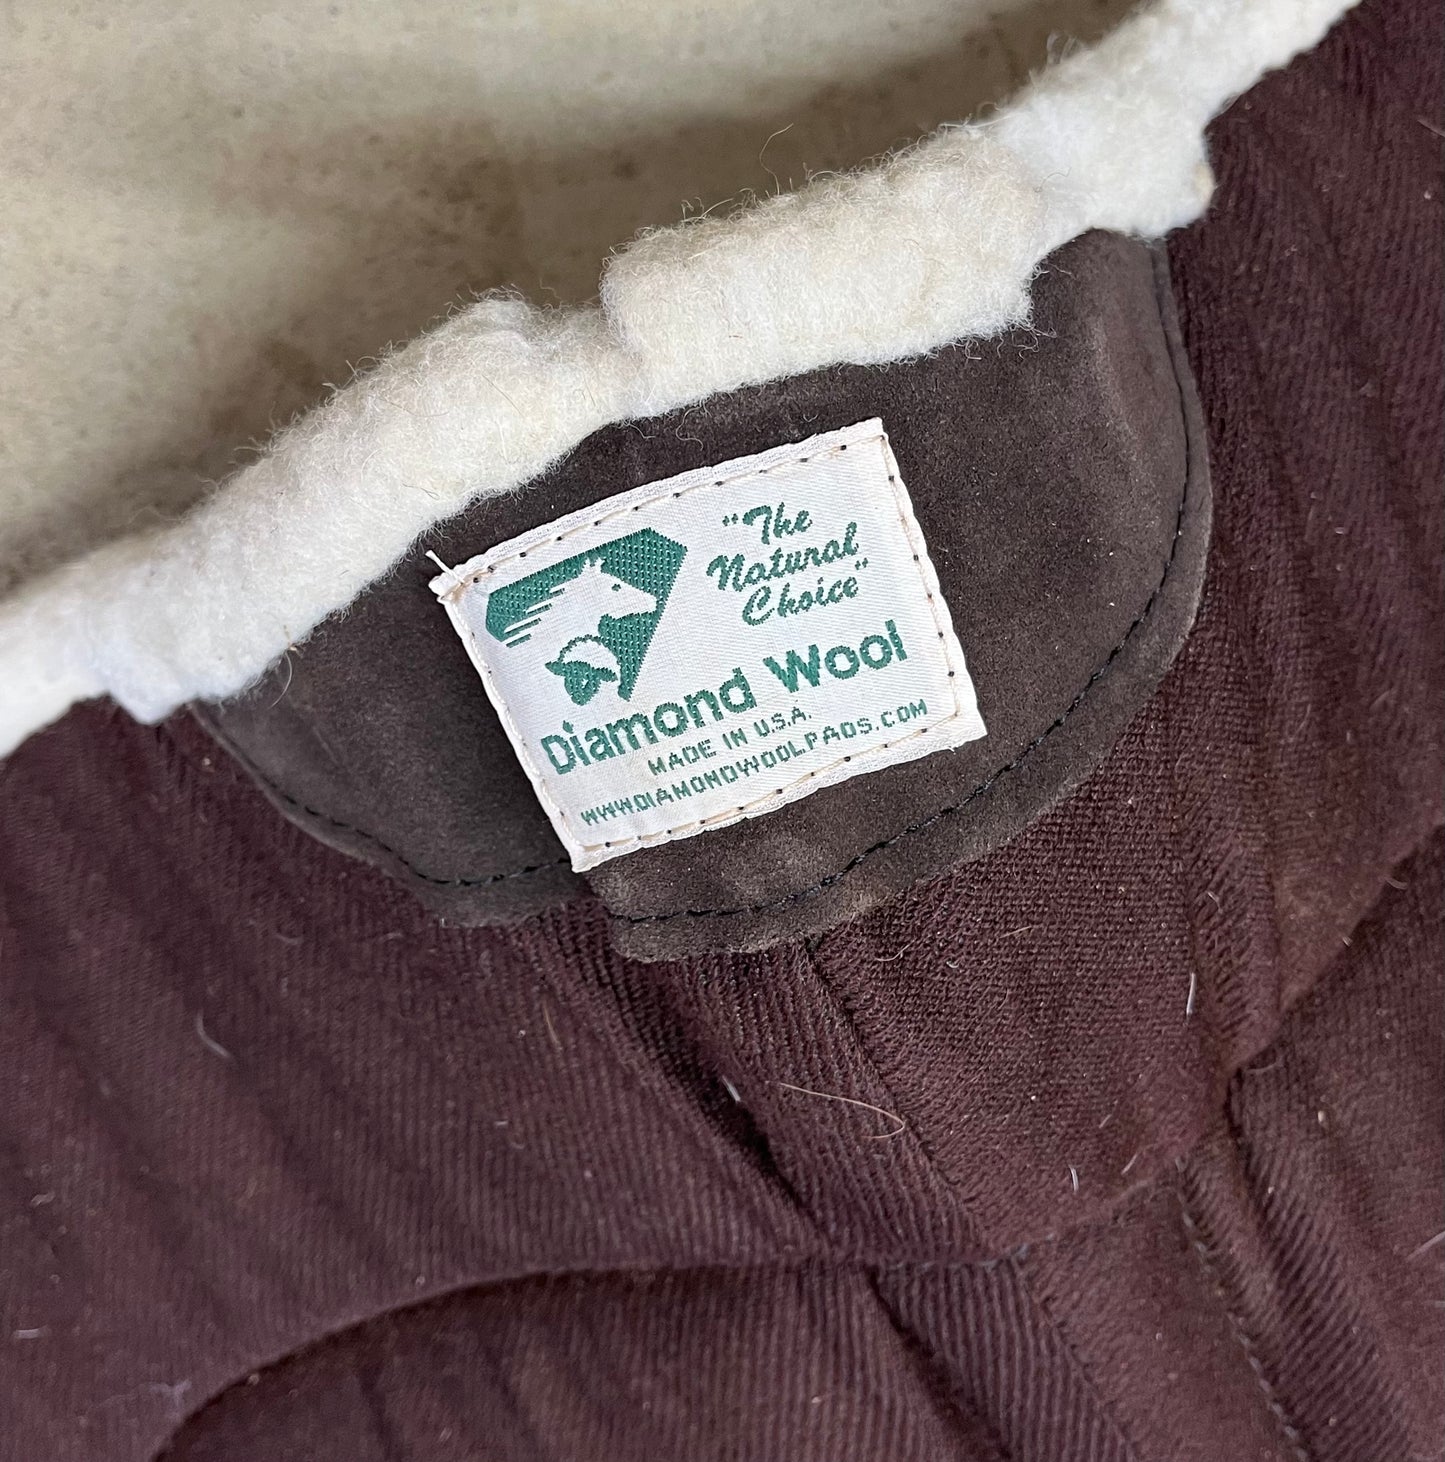 "The
Natural
Choice"
Diamond Wool
MADE IN U.S.A.
WWW.DIAMONDWOOLPADS.COM